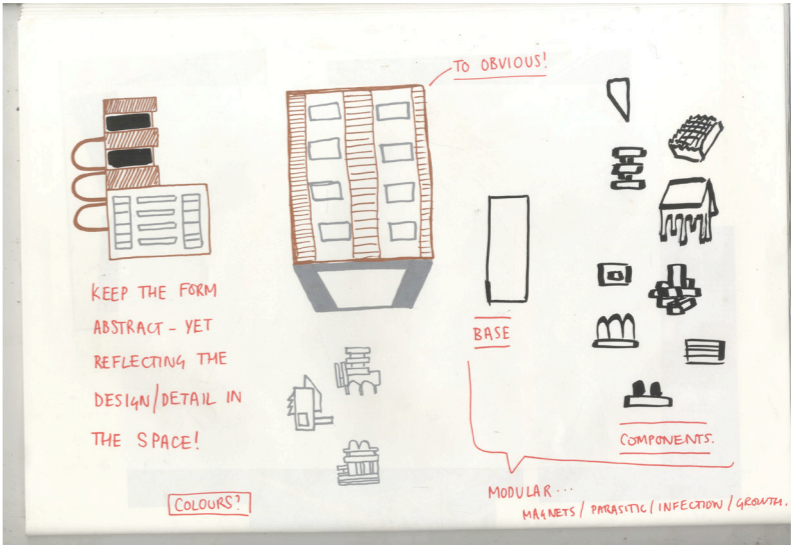 TO OBVIOUS!
KEEP THE FORM
ABSTRACT - YET
REFLECTING THE
DESIGN/DETAIL IN
THE SPACE!
COLOURS?
BASE
COMPONENTS.
MODULAR...
MAGNETS / PARASITIC / INFECTION / GROWTH.